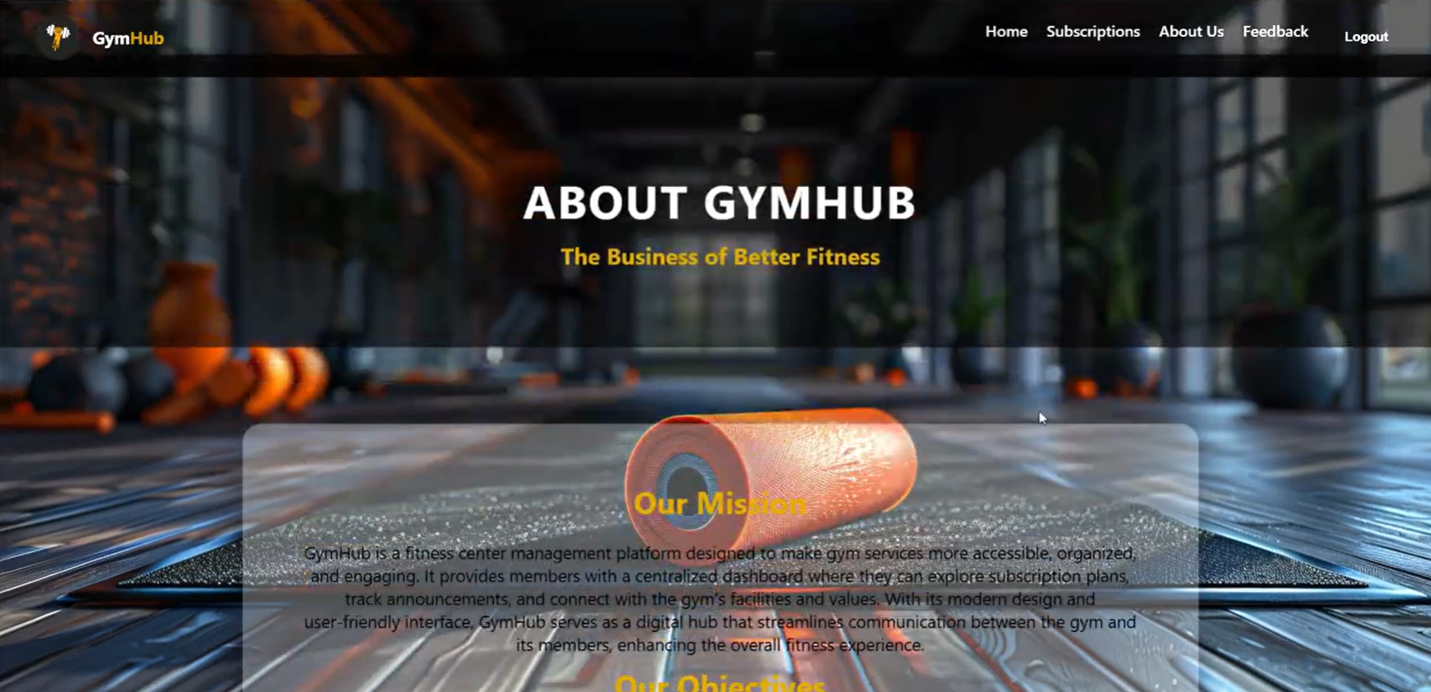 GymHub
Home Subscriptions About Us Feedback Logout
ABOUT GYMHUB
The Business of Better Fitness
Our Mission
GymHub is a fitness center management platform designed to make gym services more accessible, organized,
and engaging. It provides members with a centralized dashboard where they can explore subscription plans,
track announcements, and connect with the gym's facilities and values. With its modern design and
user-friendly interface, GymHub serves as a digital hub that streamlines communication between the gym and
its members, enhancing the overall fitness experience.
Our Objectives